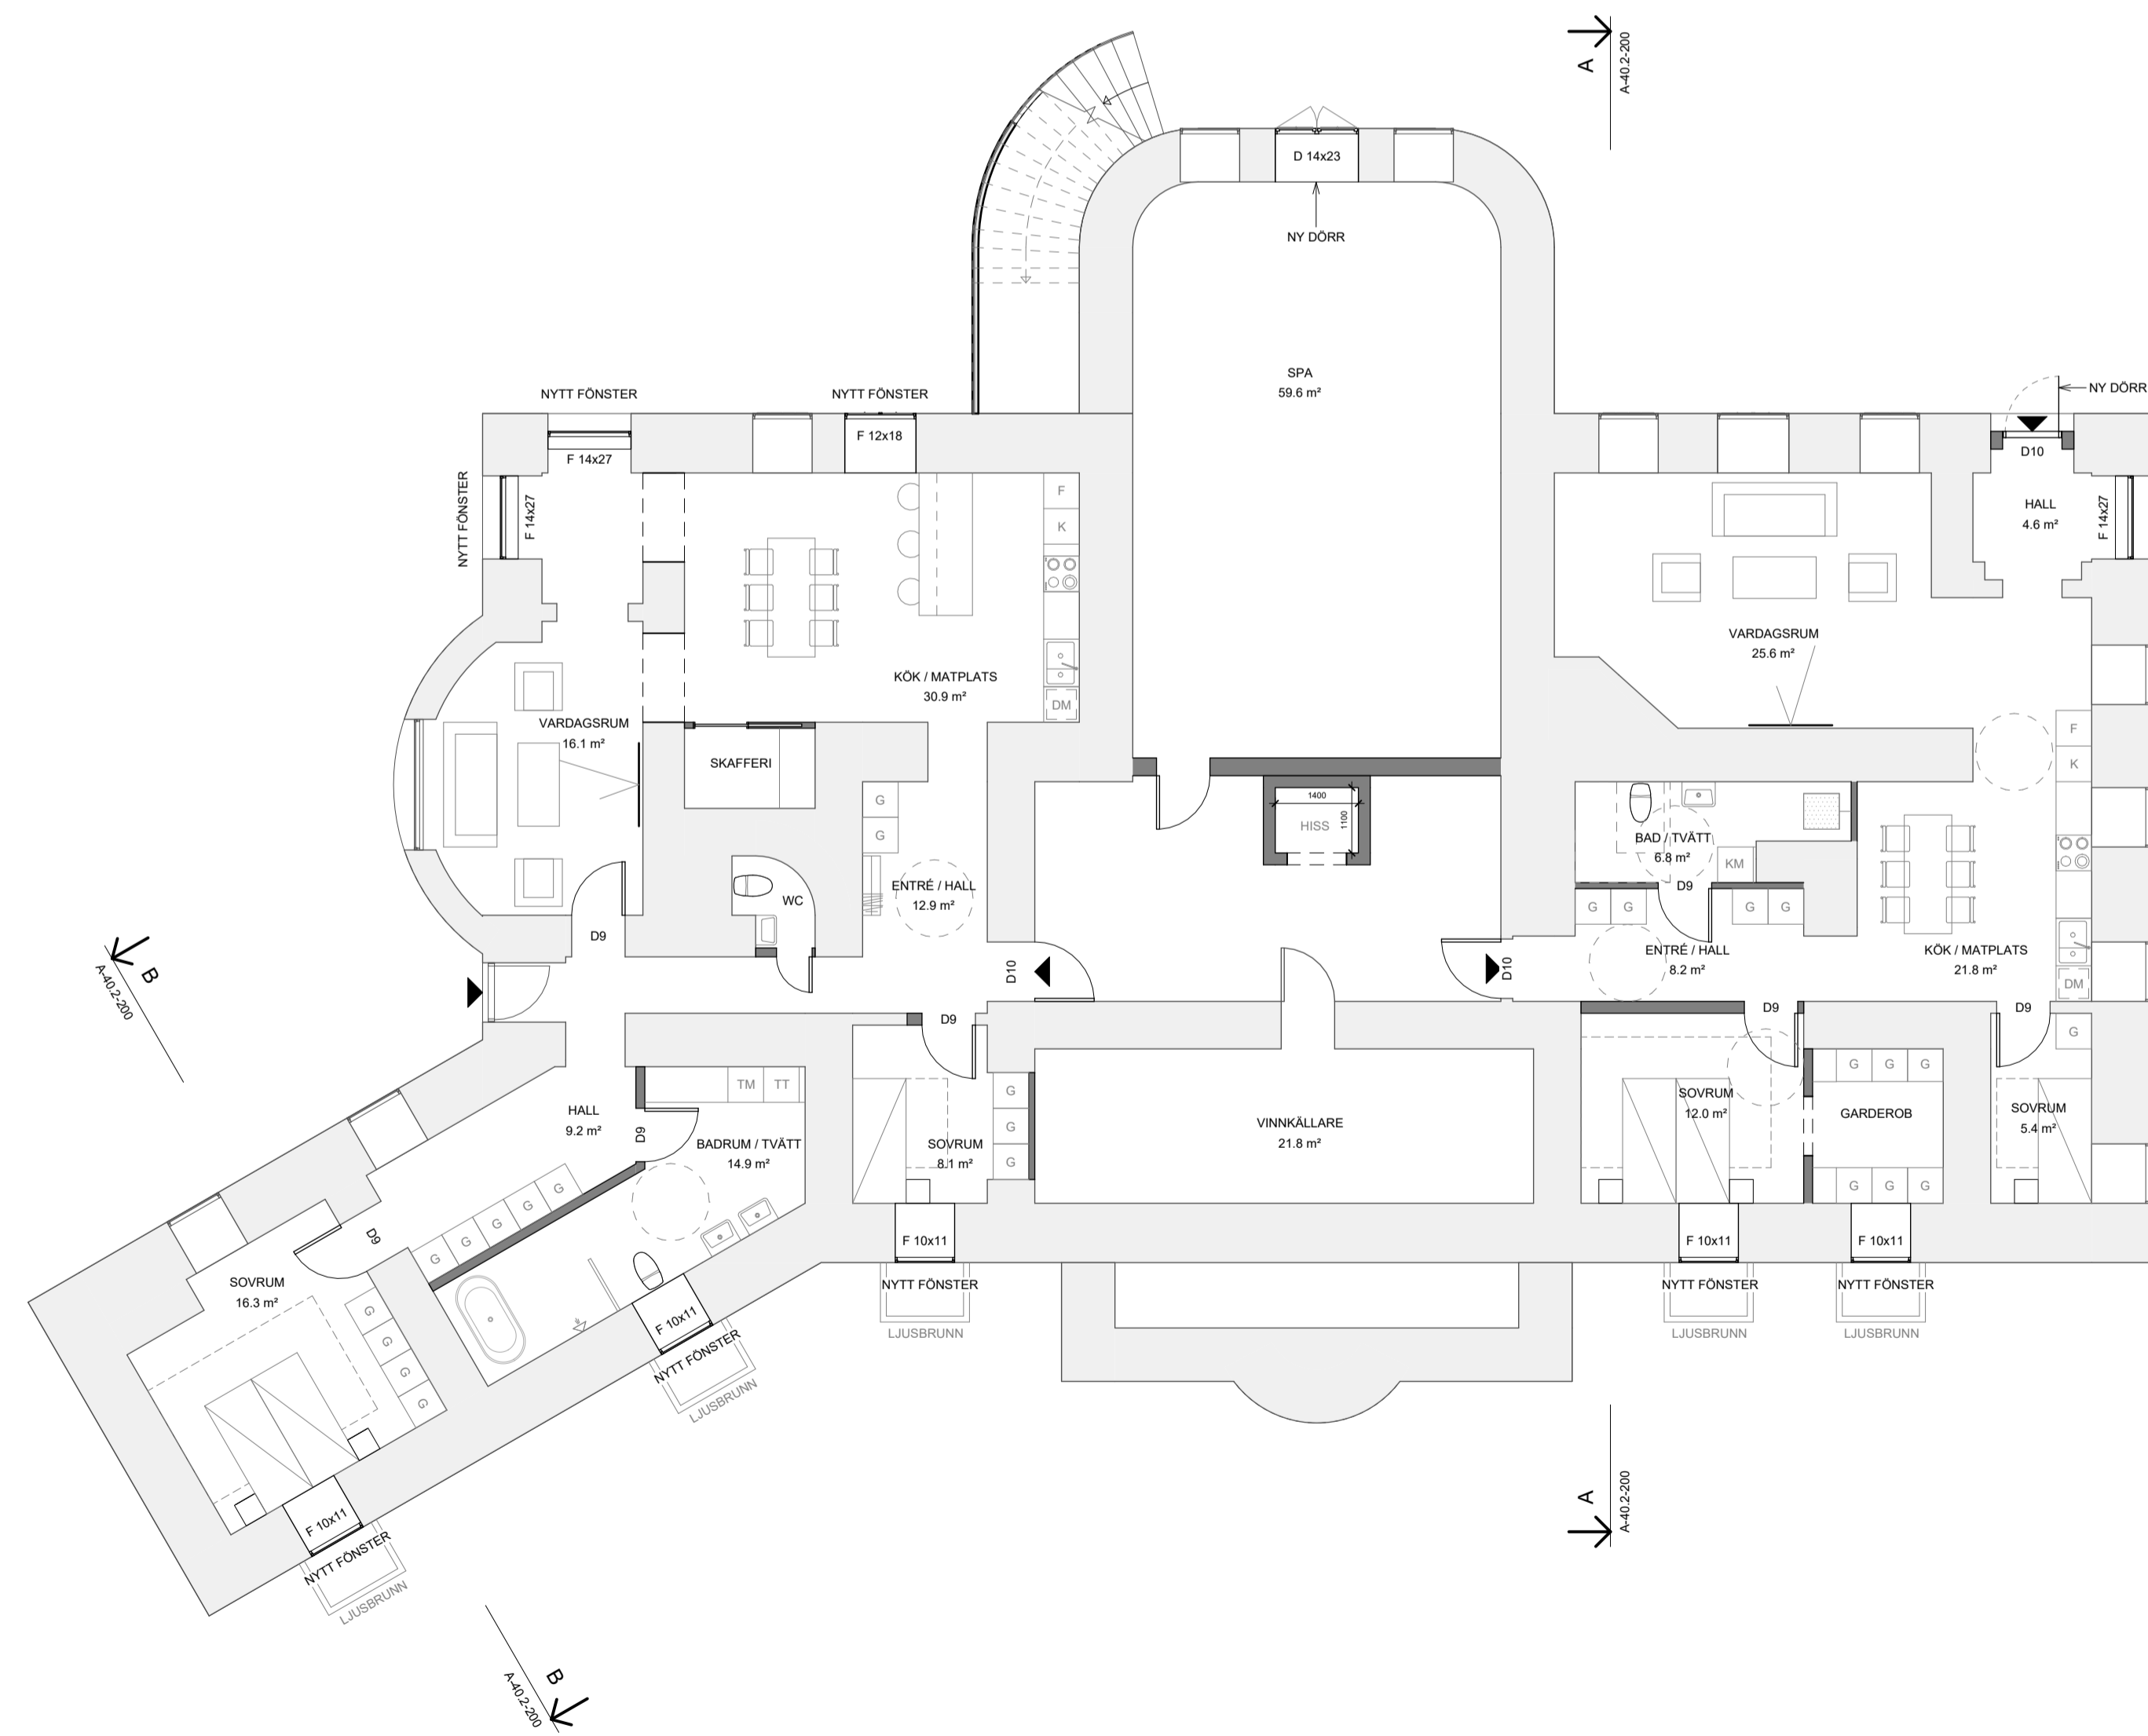 A
A-40.2-200
D 14x23
NY DÖRR
SPA
59.6 m²
NYTT FÖNSTER
NYTT FÖNSTER
NY DÖRR
F 14x27
F 12x18
D10
NYTT FÖNSTER
F 14x27
F
K
HALL
4.6 m²
F 14x27
VARDAGSRUM
25.6 m²
KÖK / MATPLATS
30.9 m²
DM
VARDAGSRUM
16.1 m²
SKAFFERI
F
K
G
G
1400
1100
HISS
BAD / TVÄTT
6.8 m²
KM
D9
WC
ENTRÉ / HALL
12.9 m²
G
G
G
G
D9
D10
D10
ENTRÉ / HALL
8.2 m²
KÖK / MATPLATS
21.8 m²
DM
B
A-40.2-200
D9
D9
D9
G
TM
TT
G
G
G
SOVRUM
8.1 m²
HALL
9.2 m²
D9
BADRUM / TVÄTT
14.9 m²
VINNKÄLLARE
21.8 m²
SOVRUM
12.0 m²
G
G
G
GARDEROB
G
G
G
SOVRUM
5.4 m²
G
G
G
G
G
D9
SOVRUM
16.3 m²
G
G
G
G
F 10x11
NYTT FÖNSTER
LJUSBRUNN
F 10x11
NYTT FÖNSTER
LJUSBRUNN
F 10x11
NYTT FÖNSTER
LJUSBRUNN
F 10x11
NYTT FÖNSTER
LJUSBRUNN
F 10x11
NYTT FÖNSTER
LJUSBRUNN
A
A-40.2-200
B
A-40.2-200